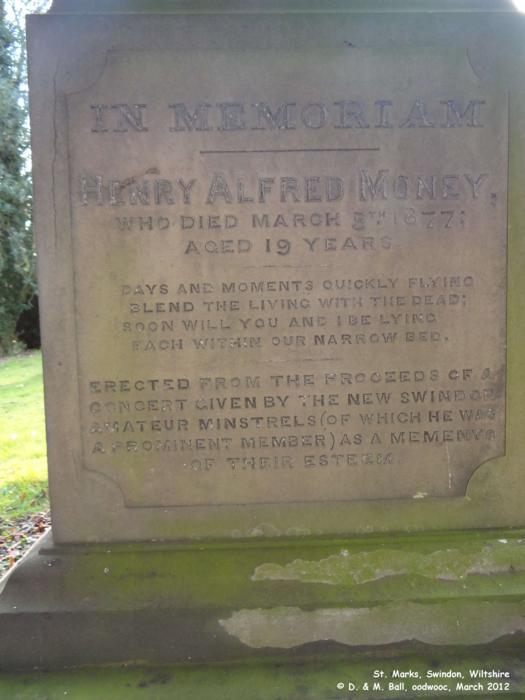 IN MEMORIAM
HENRY ALFRED MONEY,
WHO DIED MARCH 5TH 1877;
AGED 19 YEARS.
DAYS AND MOMENTS QUICKLY FLYING
BLEND THE LIVING WITH THE DEAD;
SOON WILL YOU AND I BE LYING
EACH WITHIN OUR NARROW BED.
ERECTED FROM THE PROCEEDS OF A
CONCERT GIVEN BY THE NEW SWINDON
AMATEUR MINSTRELS (OF WHICH HE WAS
A PROMINENT MEMBER) AS A MEMENTO
OF THEIR ESTEEM.
St. Marks, Swindon, Wiltshire
© D. & M. Ball, oodwooc, March 2012